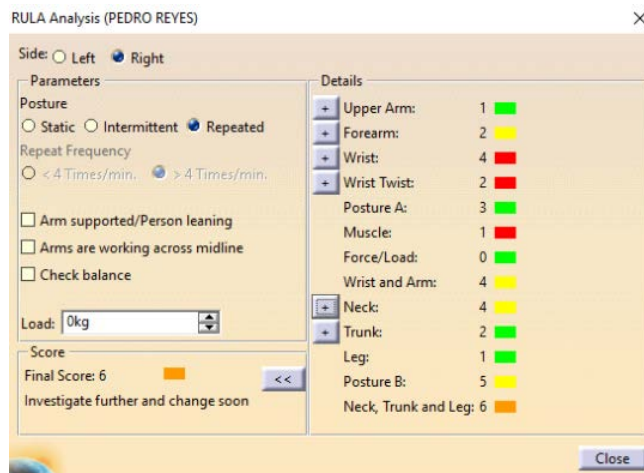 RULA Analysis (PEDRO REYES)
Side: Left Right
Parameters
Posture
Static Intermittent Repeated
Repeat Frequency
< 4 Times/min. > 4 Times/min.
Arm supported/Person leaning
Arms are working across midline
Check balance
Load: 0kg
Score
Final Score: 6
<<
Investigate further and change soon
Details
+ Upper Arm: 1
+ Forearm: 2
+ Wrist: 4
+ Wrist Twist: 2
Posture A: 3
Muscle: 1
Force/Load: 0
Wrist and Arm: 4
+ Neck: 4
+ Trunk: 2
Leg: 1
Posture B: 5
Neck, Trunk and Leg: 6
Close